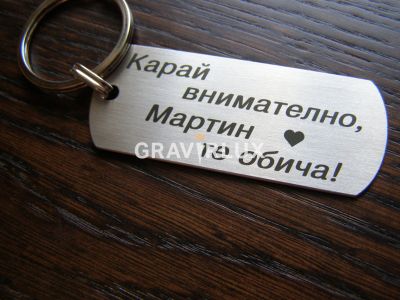 Карай
внимателно,
Мартин ♥
те обича!
GRAVIRLUX